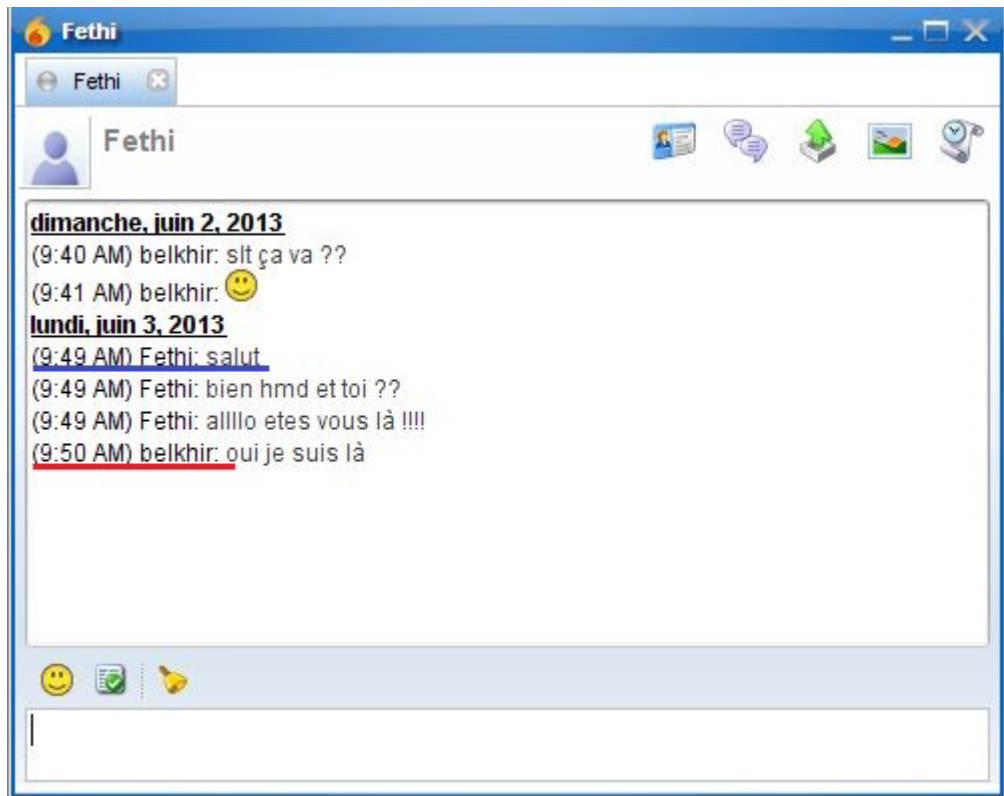 Fethi
Fethi
Fethi
dimanche, juin 2, 2013
(9:40 AM) belkhir: slt ça va ??
(9:41 AM) belkhir:
lundi, juin 3, 2013
(9:49 AM) Fethi: salut
(9:49 AM) Fethi: bien hmd et toi ??
(9:49 AM) Fethi: allllo etes vous là !!!!
(9:50 AM) belkhir: oui je suis là